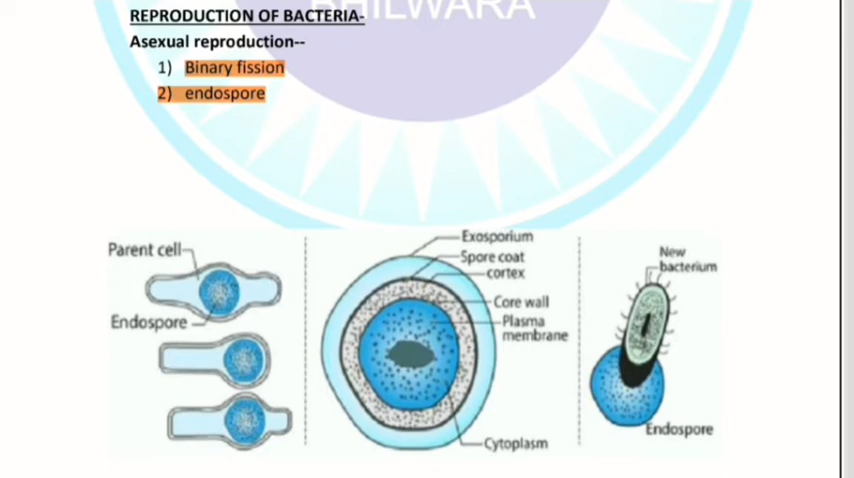 BHILWARA
REPRODUCTION OF BACTERIA-
Asexual reproduction--
1) Binary fission
2) endospore
Parent cell
Endospore
Exosporium
Spore coat
cortex
Core wall
Plasma
membrane
Cytoplasm
New
bacterium
Endospore